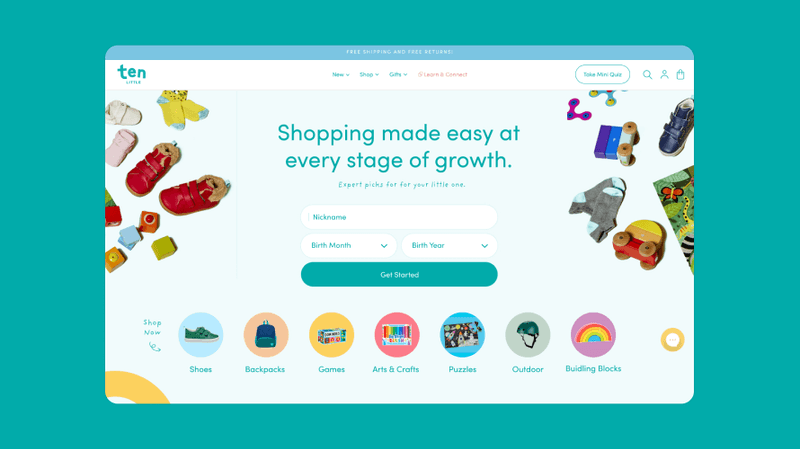 FREE SHIPPING AND FREE RETURNS!
ten
LITTLE
New
Shop
Gifts
Learn & Connect
Take Mini Quiz
Shopping made easy at
every stage of growth.
Expert picks for for your little one.
Nickname
Birth Month
Birth Year
Get Started
Shop
Now
Shoes
Backpacks
Games
Arts & Crafts
Puzzles
Outdoor
Buidling Blocks